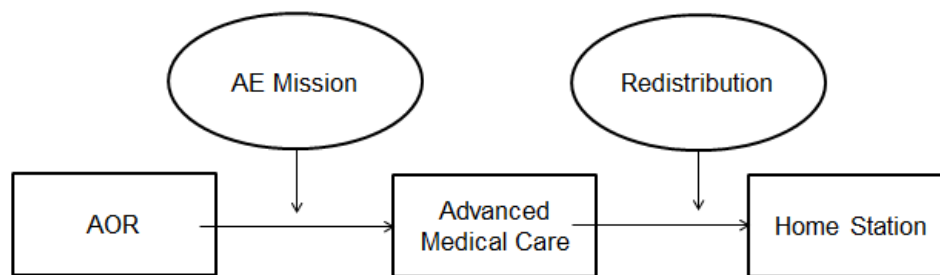 AE Mission
Redistribution
AOR
Advanced
Medical Care
Home Station